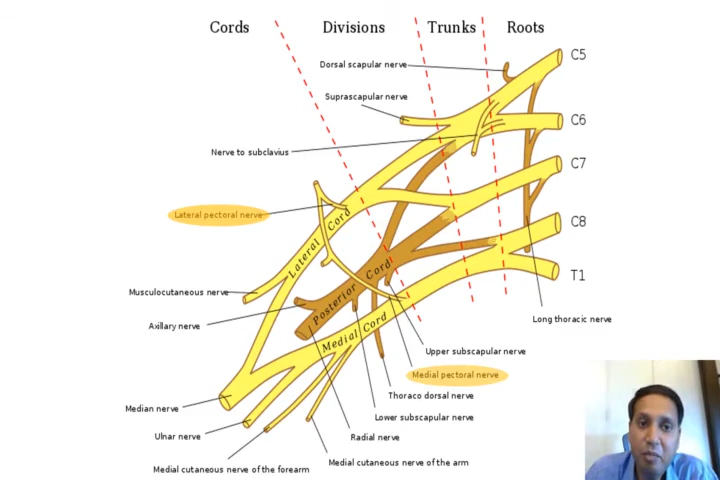 Cords
Divisions
Trunks
Roots
C5
Dorsal scapular nerve
Suprascapular nerve
C6
Nerve to subclavius
C7
Lateral pectoral nerve
C8
Lateral Cord
T1
Posterior Cord
Musculocutaneous nerve
Long thoracic nerve
Axillary nerve
Medial Cord
Upper subscapular nerve
Medial pectoral nerve
Thoraco dorsal nerve
Median nerve
Lower subscapular nerve
Ulnar nerve
Radial nerve
Medial cutaneous nerve of the arm
Medial cutaneous nerve of the forearm